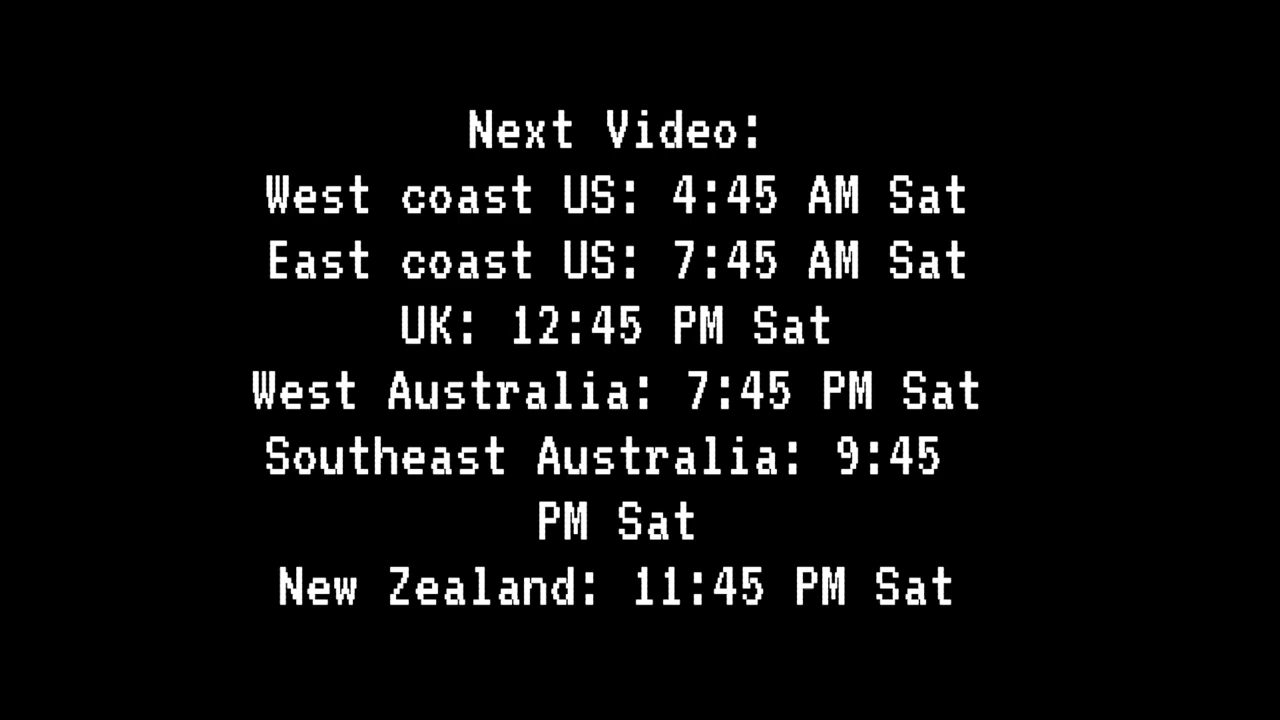 Next Video:
West coast US: 4:45 AM Sat
East coast US: 7:45 AM Sat
UK: 12:45 PM Sat
West Australia: 7:45 PM Sat
Southeast Australia: 9:45
PM Sat
New Zealand: 11:45 PM Sat